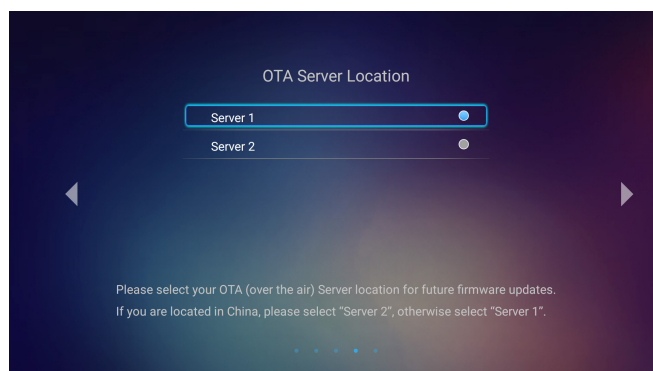 OTA Server Location
Server 1
Server 2
Please select your OTA (over the air) Server location for future firmware updates.
If you are located in China, please select “Server 2”, otherwise select “Server 1”.